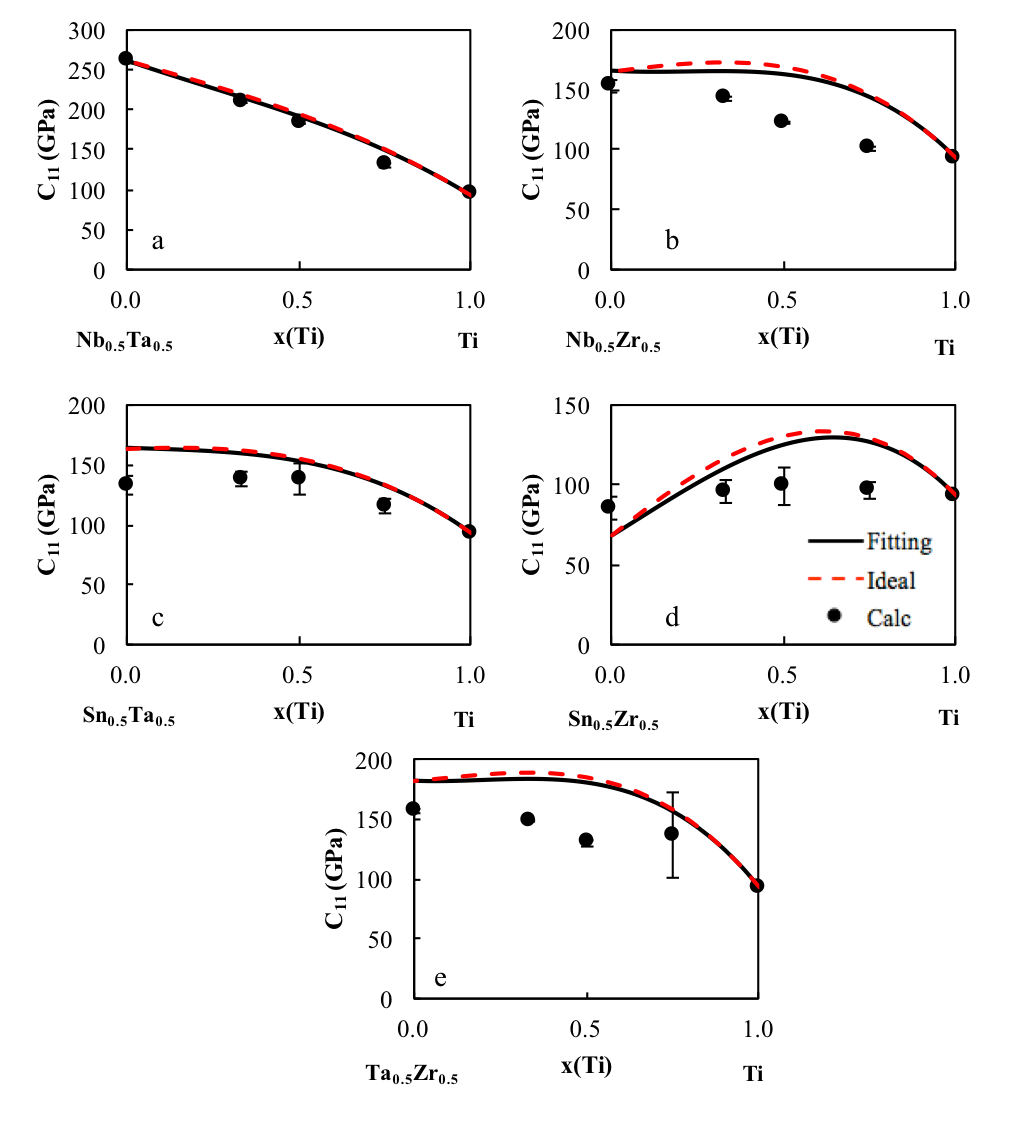 300
250
200
150
100
50
0
C₁₁ (GPa)
a
0.0 0.5 1.0
Nb₀.₅Ta₀.₅ x(Ti) Ti
200
150
100
50
0
C₁₁ (GPa)
b
0.0 0.5 1.0
Nb₀.₅Zr₀.₅ x(Ti) Ti
200
150
100
50
0
C₁₁ (GPa)
c
0.0 0.5 1.0
Sn₀.₅Ta₀.₅ x(Ti) Ti
150
100
50
0
C₁₁ (GPa)
Fitting
Ideal
Calc
d
0.0 0.5 1.0
Sn₀.₅Zr₀.₅ x(Ti) Ti
200
150
100
50
0
C₁₁ (GPa)
e
0.0 0.5 1.0
Ta₀.₅Zr₀.₅ x(Ti) Ti